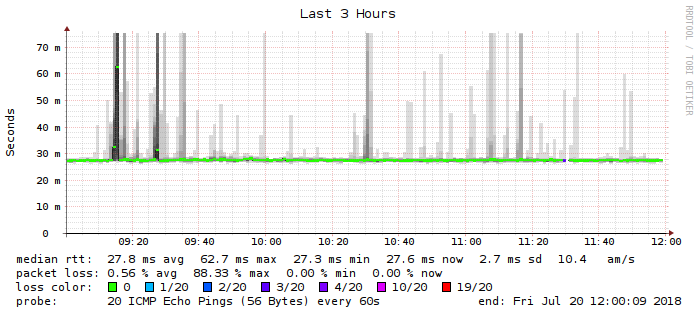 Last 3 Hours
RRDTOOL / TOBI OETIKER
Seconds
70 m
60 m
50 m
40 m
30 m
20 m
10 m
0
09:20 09:40 10:00 10:20 10:40 11:00 11:20 11:40 12:00
median rtt: 27.8 ms avg 62.7 ms max 27.3 ms min 27.6 ms now 2.7 ms sd 10.4 am/s
packet loss: 0.56 % avg 88.33 % max 0.00 % min 0.00 % now
loss color: 0 1/20 2/20 3/20 4/20 10/20 19/20
probe: 20 ICMP Echo Pings (56 Bytes) every 60s end: Fri Jul 20 12:00:09 2018